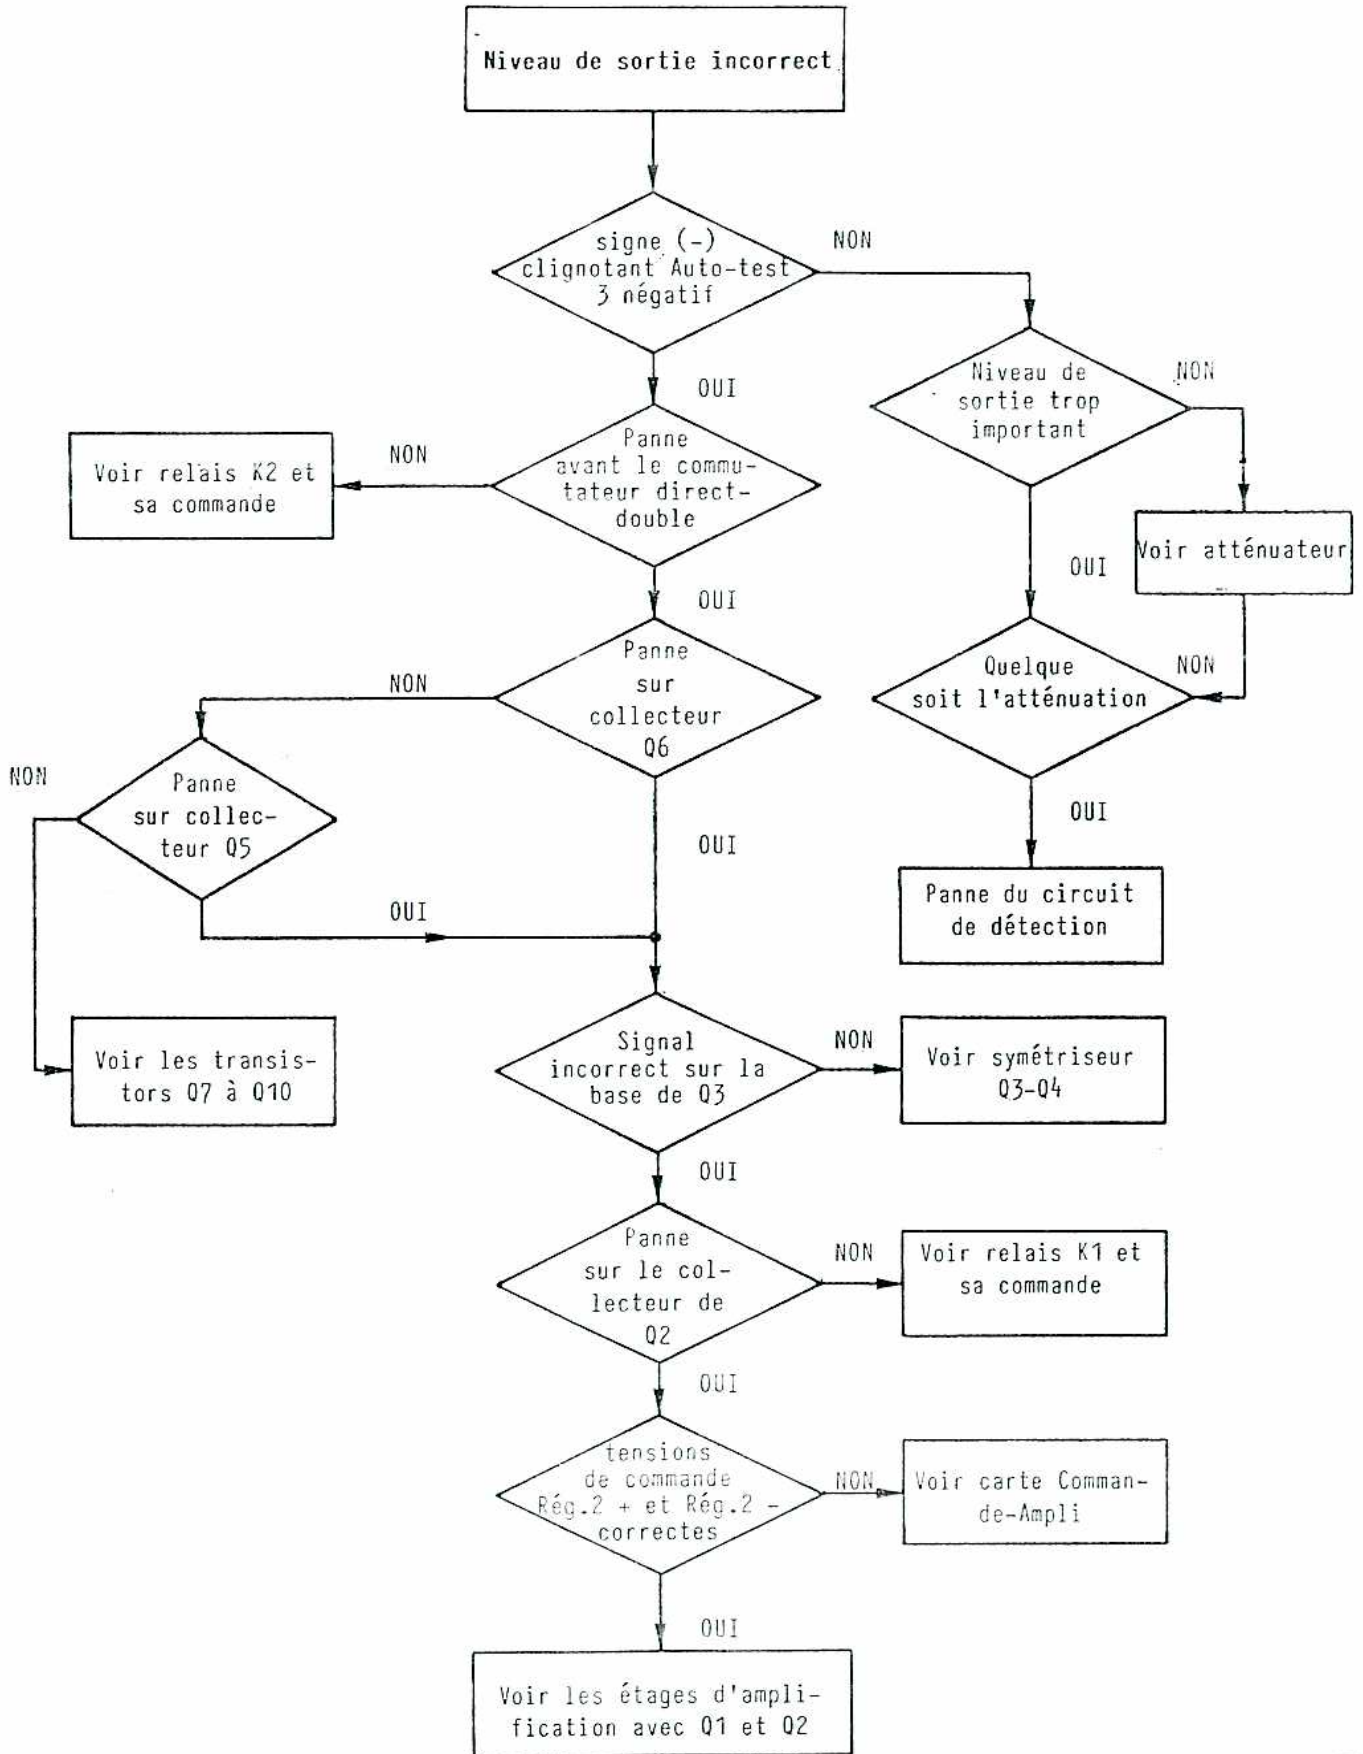 Niveau de sortie incorrect
signe (-)
clignotant Auto-test
3 négatif
NON
OUI
Niveau de
sortie trop
important
NON
Panne
avant le commu-
tateur direct-
double
NON
Voir relais K2 et
sa commande
Voir atténuateur
OUI
OUI
Panne
sur
collecteur
Q6
NON
Quelque
soit l'atténuation
NON
NON
Panne
sur collec-
teur Q5
OUI
OUI
OUI
Panne du circuit
de détection
Voir les transis-
tors Q7 à Q10
Signal
incorrect sur la
base de Q3
NON
Voir symétriseur
Q3-Q4
OUI
Panne
sur le col-
lecteur de
Q2
NON
Voir relais K1 et
sa commande
OUI
tensions
de commande
Rég.2 + et Rég.2 -
correctes
NON
Voir carte Comman-
de-Ampli
OUI
Voir les étages d'ampli-
fication avec Q1 et Q2